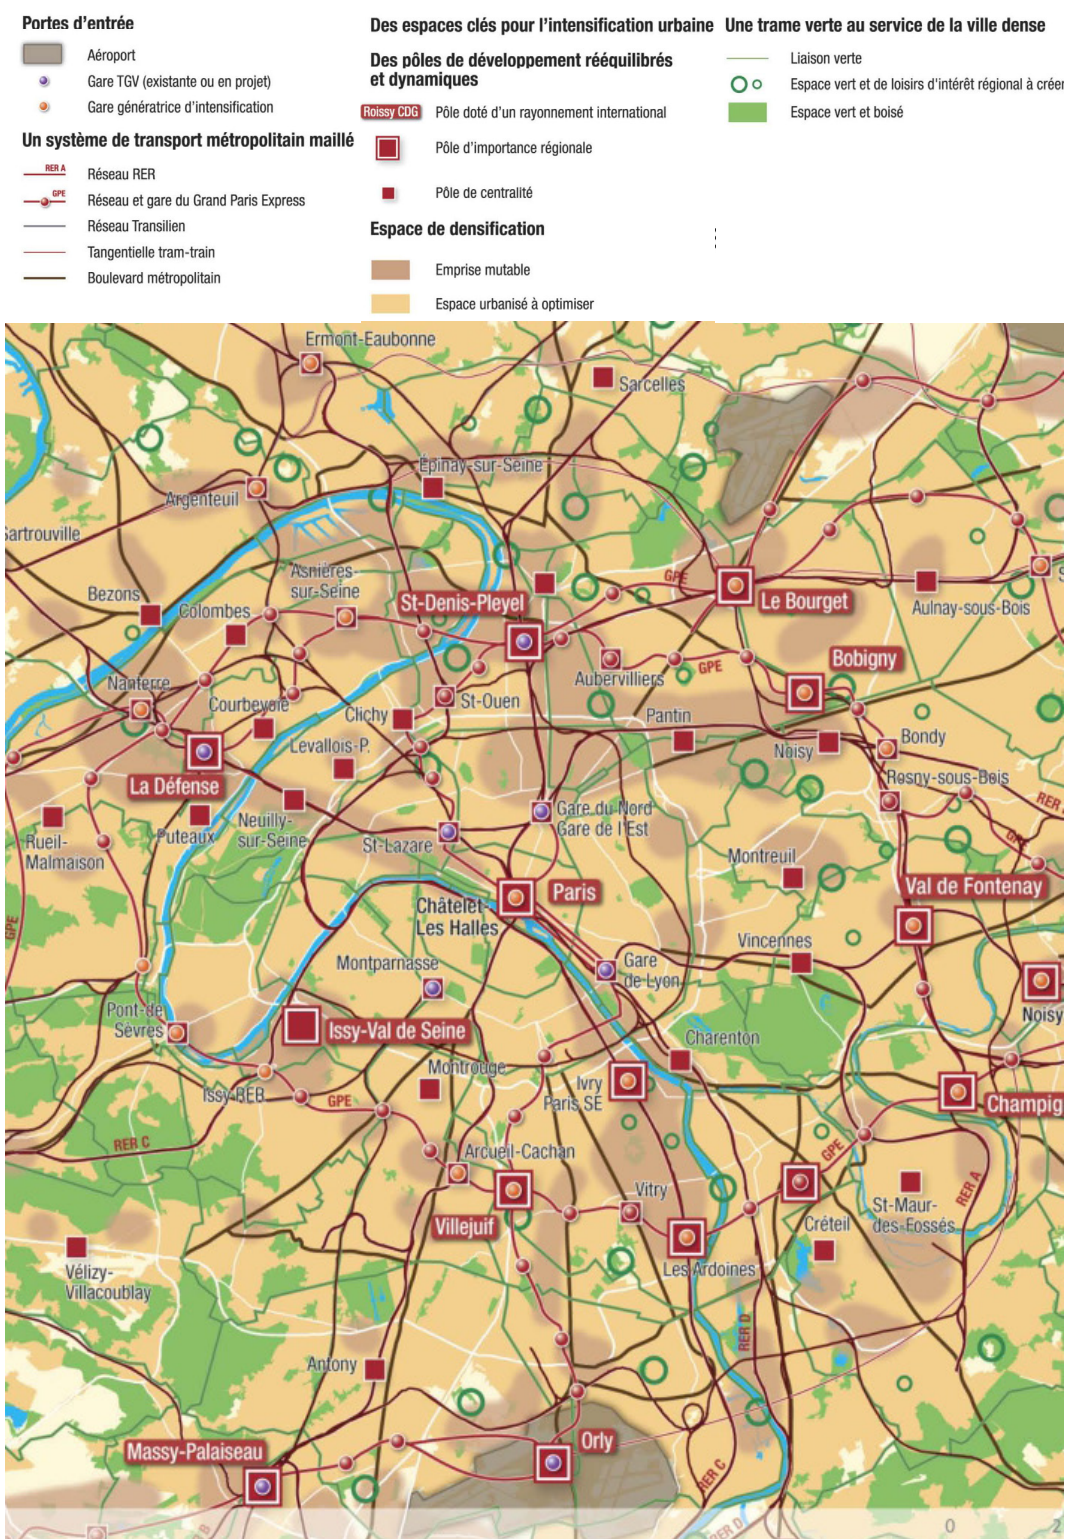 Portes d'entrée
Aéroport
Gare TGV (existante ou en projet)
Gare génératrice d'intensification
Un système de transport métropolitain maillé
RER A
Réseau RER
GPE
Réseau et gare du Grand Paris Express
Réseau Transilien
Tangentielle tram-train
Boulevard métropolitain
Des espaces clés pour l'intensification urbaine
Des pôles de développement rééquilibrés
et dynamiques
Roissy CDG
Pôle doté d'un rayonnement international
Pôle d'importance régionale
Pôle de centralité
Espace de densification
Emprise mutable
Espace urbanisé à optimiser
Une trame verte au service de la ville dense
Liaison verte
Espace vert et de loisirs d'intérêt régional à créer
Espace vert et boisé
Ermont-Eaubonne
Sarcelles
Épinay-sur-Seine
Argenteuil
Sartrouville
Asnières-
sur-Seine
GPE
Bezons
Colombes
St-Denis-Pleyel
Le Bourget
Aulnay-sous-Bois
S
Bobigny
GPE
Aubervilliers
Nanterre
Courbevoie
Clichy
St-Ouen
Pantin
Noisy
Bondy
Levallois-P.
La Défense
Rosny-sous-Bois
RER
Puteaux
Neuilly-
sur-Seine
Gare du Nord
Gare de l'Est
St-Lazare
GPE
Rueil-
Malmaison
Montreuil
Paris
Val de Fontenay
Châtelet-
Les Halles
GPE
Vincennes
Montparnasse
Gare
de Lyon
Pont-de
Sèvres
Issy-Val de Seine
Noisy
Charenton
Montrouge
Ivry
Paris SE
Issy RER
GPE
Champig
RER C
Arcueil-Cachan
GPE
RER A
Vitry
Villejuif
Créteil
St-Maur-
des-Fossés
Les Ardoines
Vélizy-
Villacoublay
RER D
Antony
Massy-Palaiseau
Orly
RER C
RER D
B
0
2